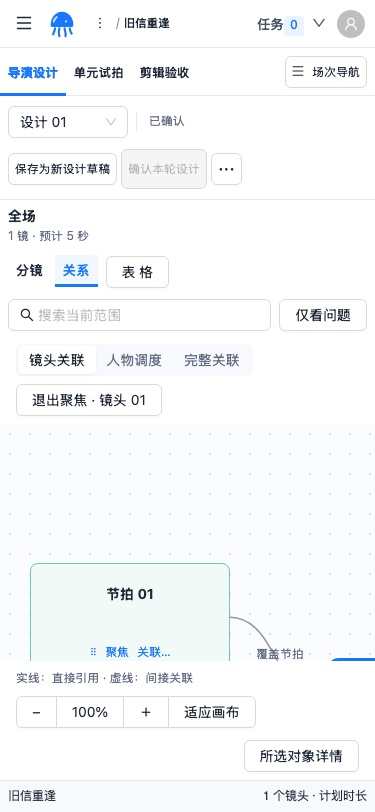 / 旧信重逢
任务 0
导演设计 单元试拍 剪辑验收
场次导航
设计 01
已确认
保存为新设计草稿 确认本轮设计 ···
全场
1 镜 · 预计 5 秒
分镜 关系 表 格
搜索当前范围 仅看问题
镜头关联 人物调度 完整关联
退出聚焦 · 镜头 01
节拍 01
聚焦 关联...
覆盖节拍
实线：直接引用 · 虚线：间接关联
− 100% + 适应画布
所选对象详情
旧信重逢 1 个镜头 · 计划时长